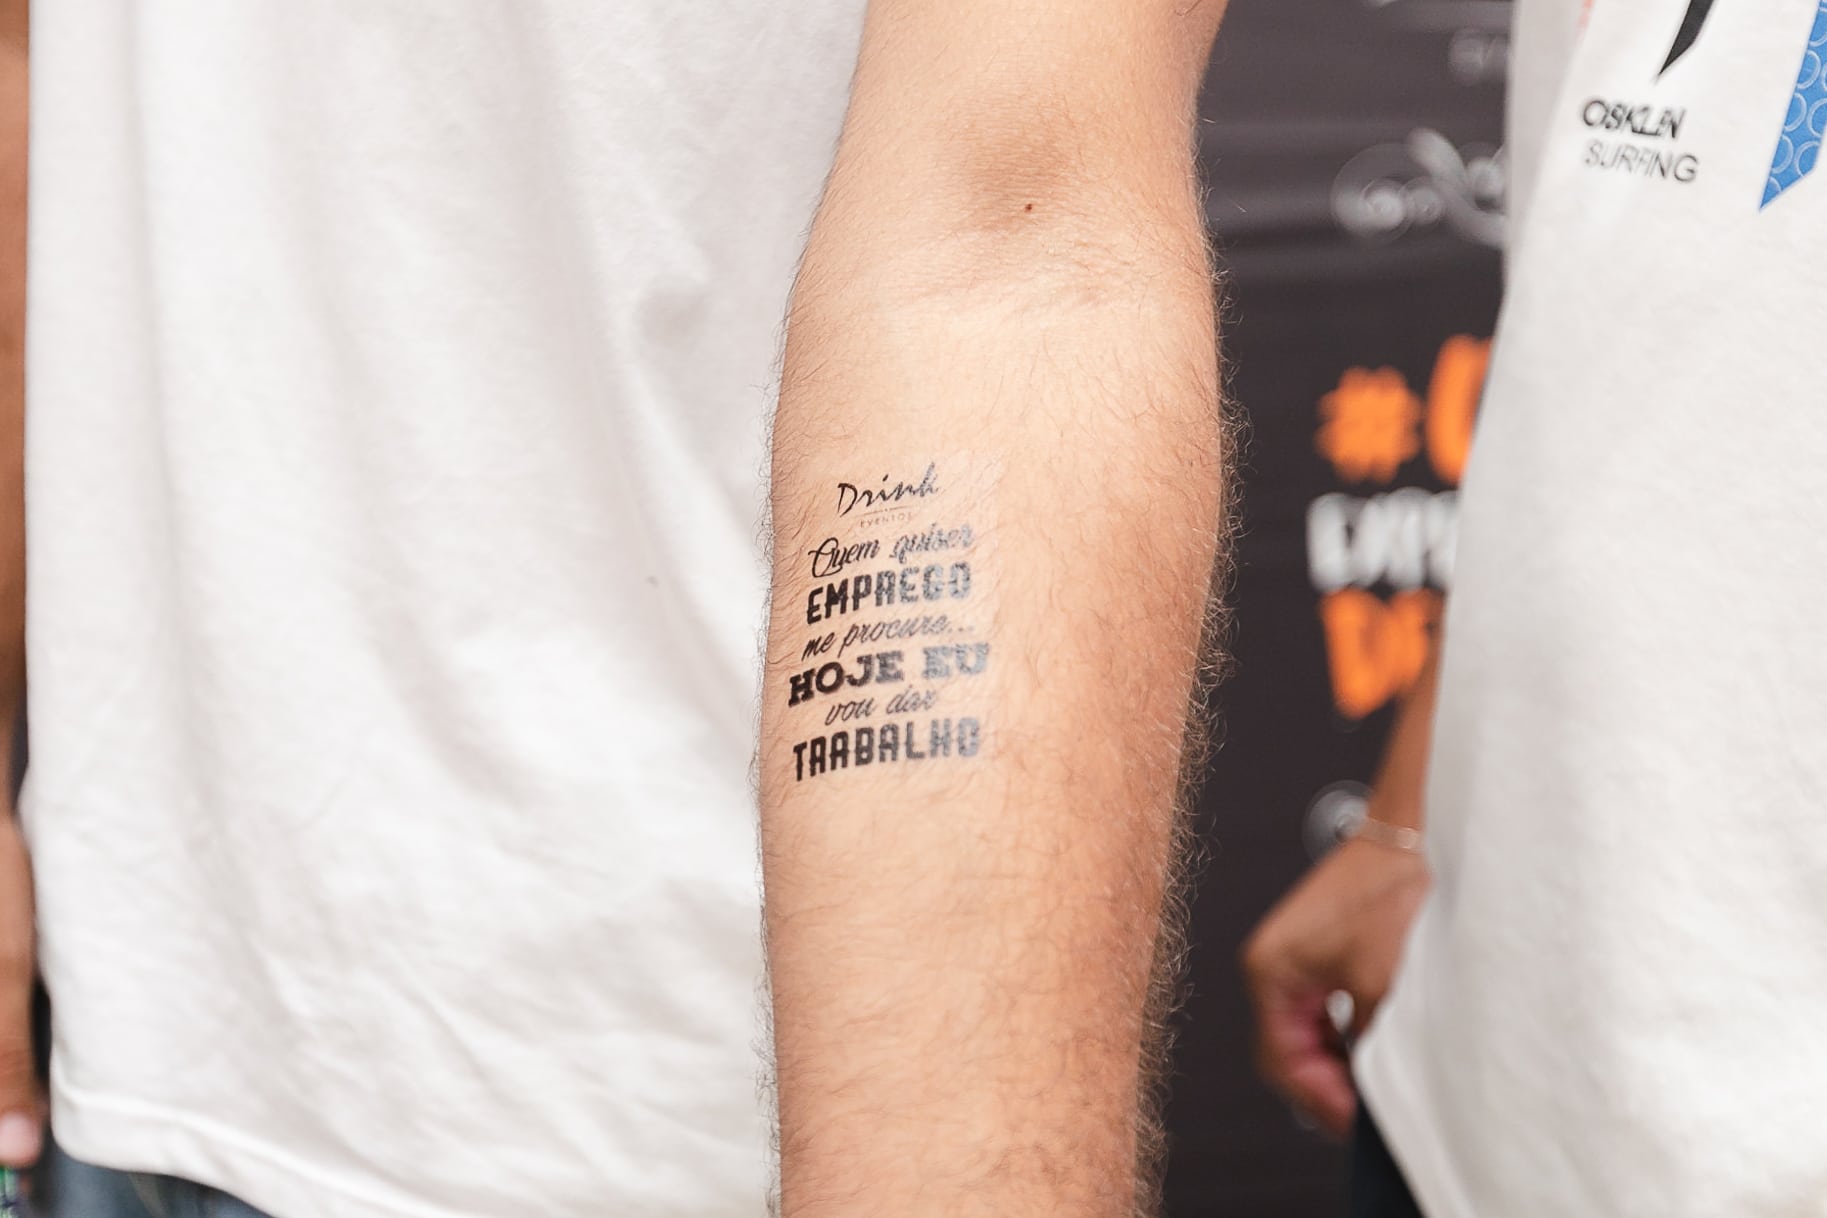 Drink
EVENTOS
Quem quiser
EMPREGO
me procure...
HOJE EU
vou dar
TRABALHO
OSKLEN
SURFING